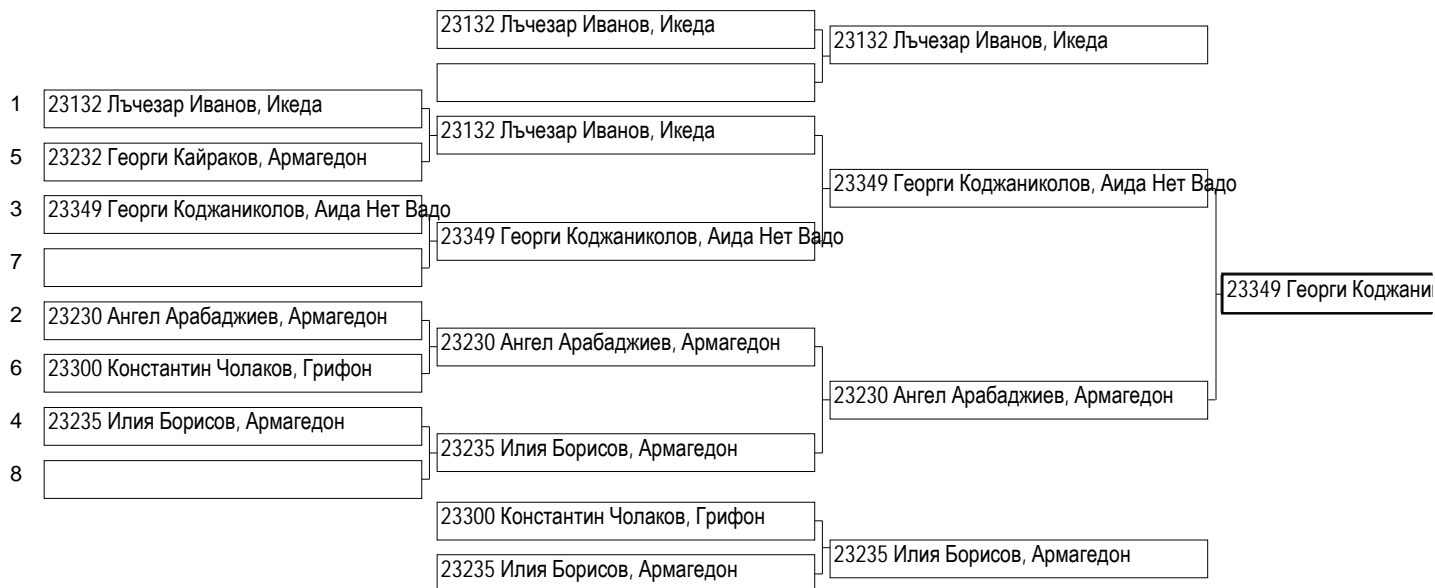 23132 Лъчезар Иванов, Икеда
23132 Лъчезар Иванов, Икеда
1 23132 Лъчезар Иванов, Икеда
23132 Лъчезар Иванов, Икеда
5 23232 Георги Кайраков, Армагедон
23349 Георги Коджаниколов, Аида Нет Вадо
3 23349 Георги Коджаниколов, Аида Нет Вадо
23349 Георги Коджаниколов, Аида Нет Вадо
7
23349 Георги Коджани
2 23230 Ангел Арабаджиев, Армагедон
23230 Ангел Арабаджиев, Армагедон
6 23300 Константин Чолаков, Грифон
23230 Ангел Арабаджиев, Армагедон
4 23235 Илия Борисов, Армагедон
23235 Илия Борисов, Армагедон
8
23300 Константин Чолаков, Грифон
23235 Илия Борисов, Армагедон
23235 Илия Борисов, Армагедон